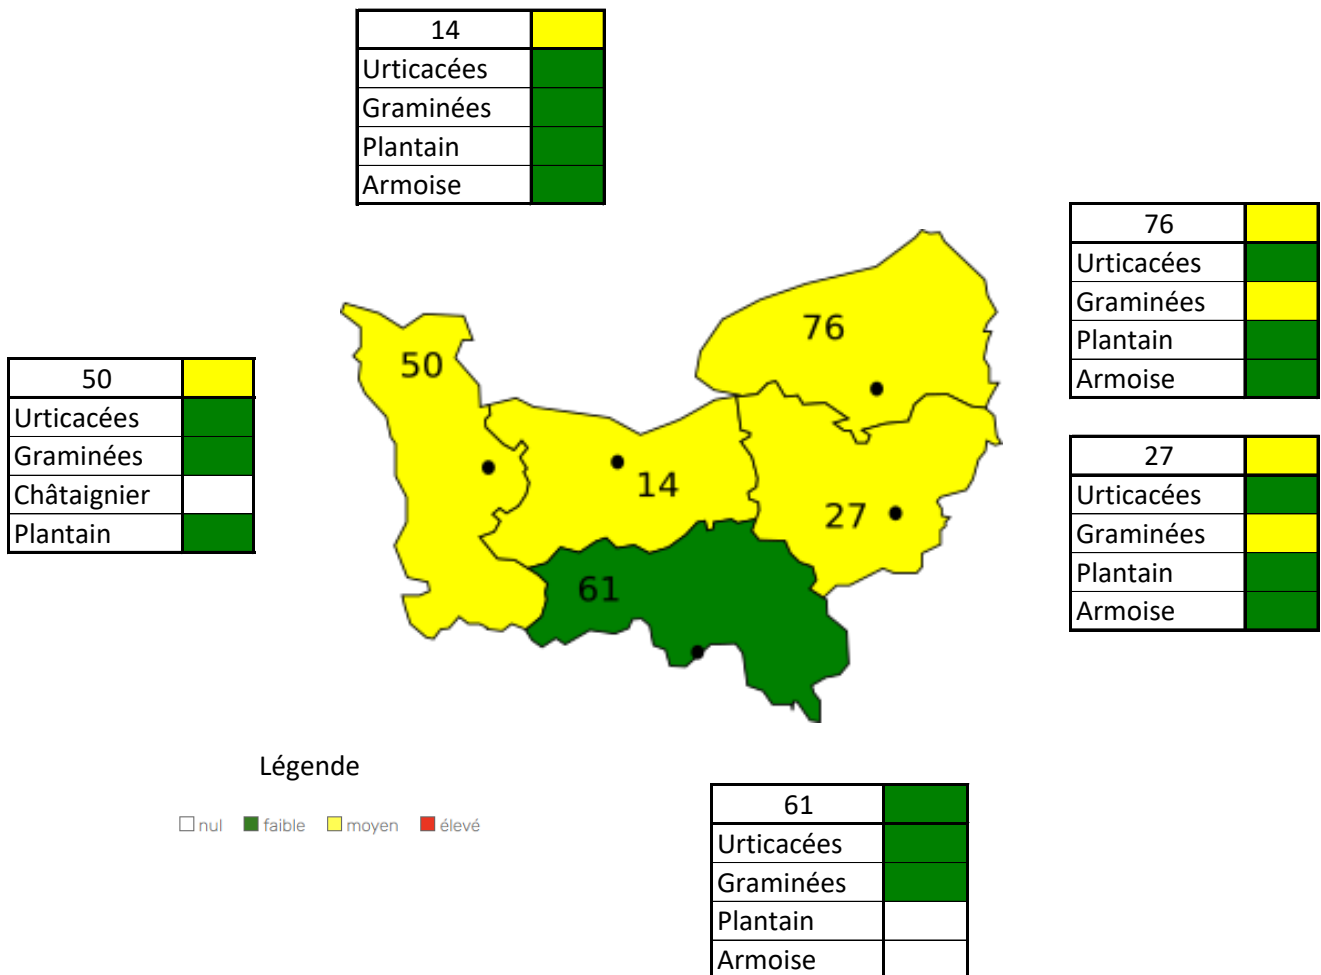 14
Urticacées
Graminées
Plantain
Armoise
76
Urticacées
Graminées
Plantain
Armoise
50
Urticacées
Graminées
Châtaignier
Plantain
27
Urticacées
Graminées
Plantain
Armoise
76
50
14
27
61
Légende
nul faible moyen élevé
61
Urticacées
Graminées
Plantain
Armoise